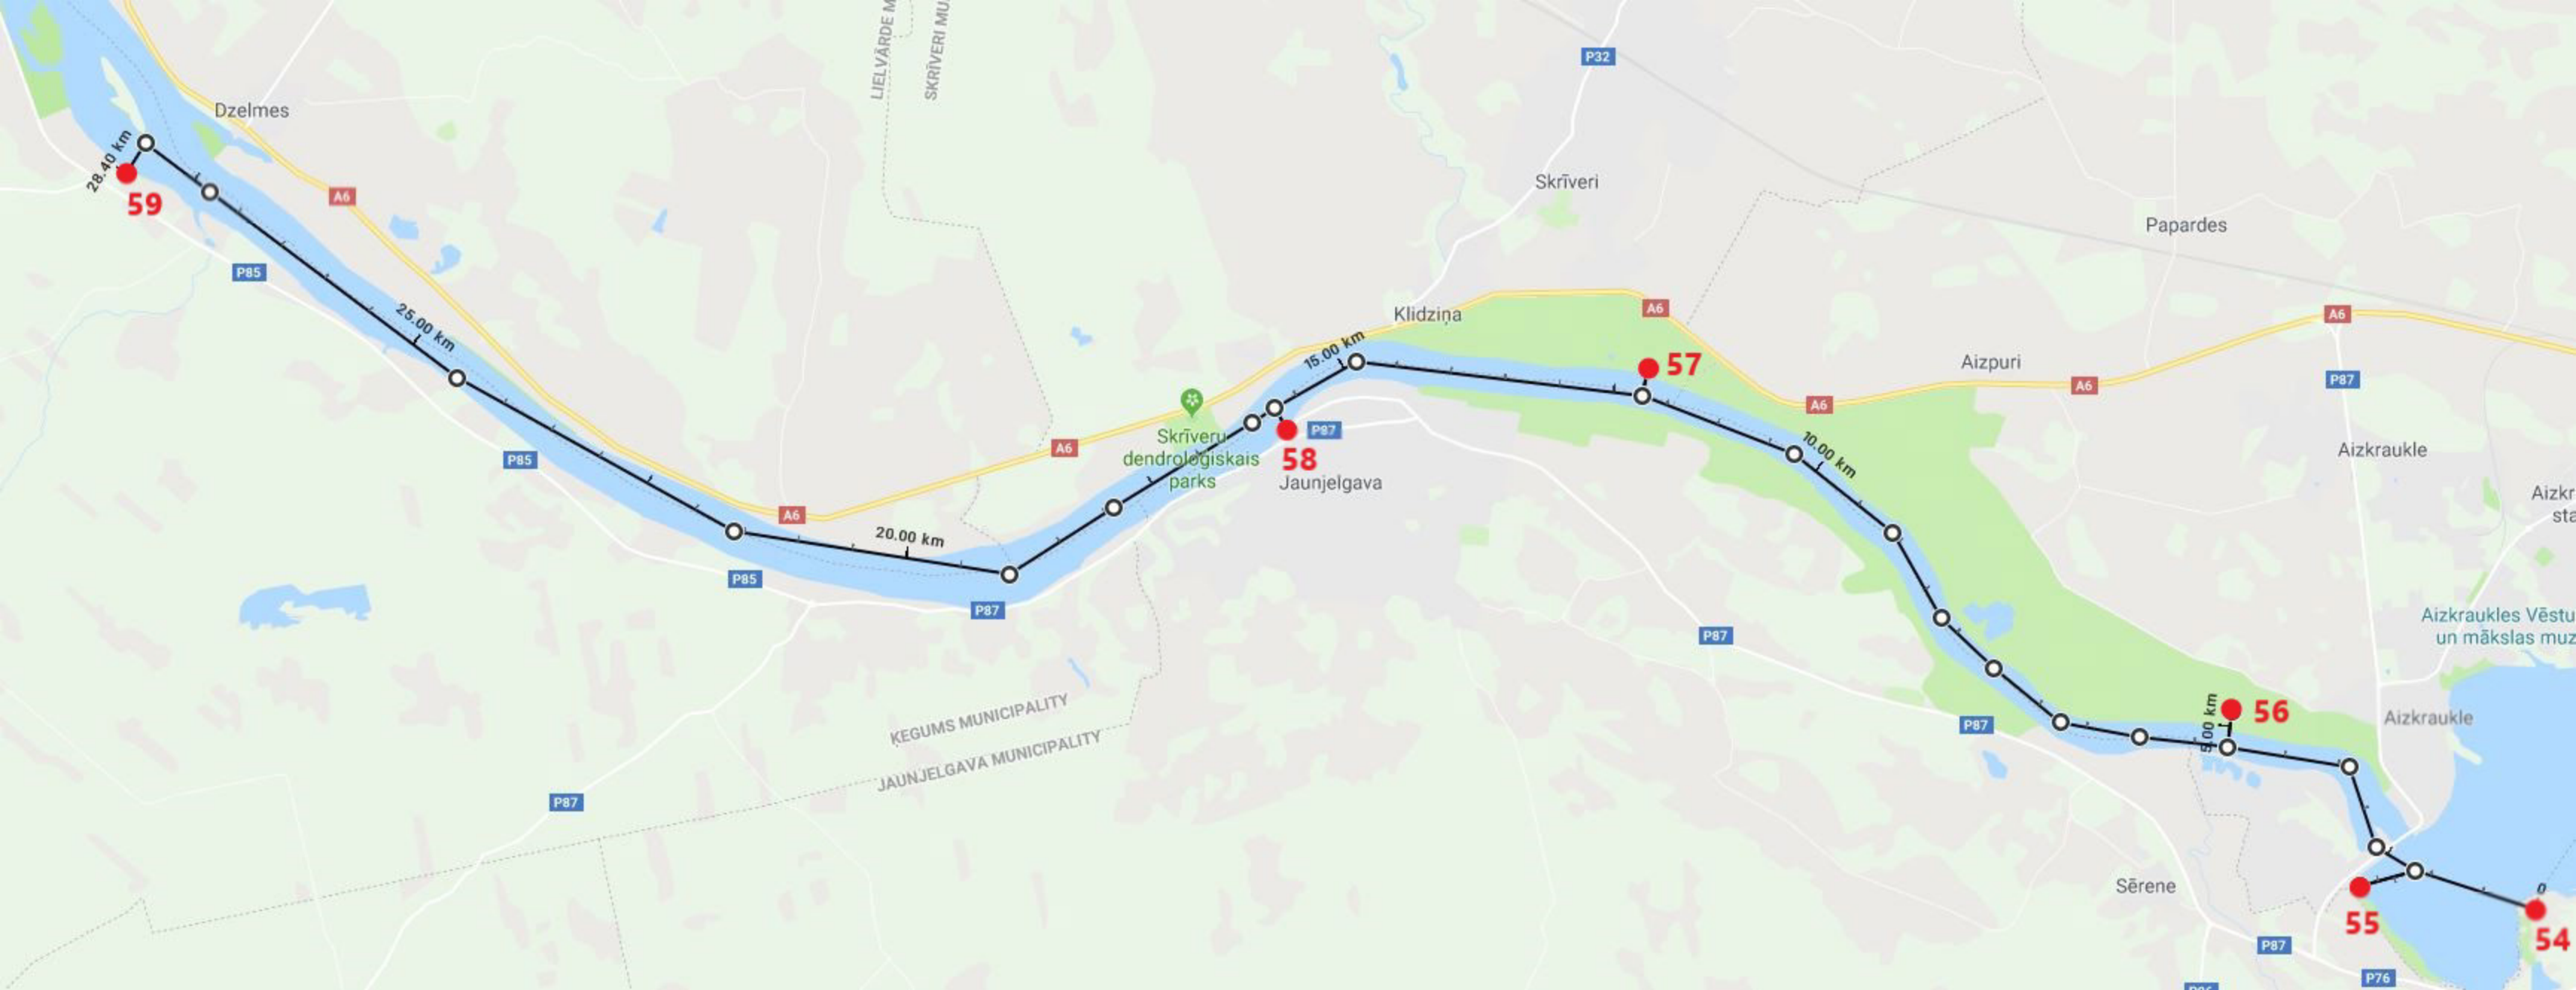 LIELVĀRDE M
SKRĪVERI MU
P32
Dzelmes
28.40 km
59
A6
Skrīveri
Papardes
P85
25.00 km
Klidziņa
A6
A6
15.00 km
57
Aizpuri
A6
P87
A6
Skrīveru
dendroloģiskais
parks
A6
P87
58
Jaunjelgava
10.00 km
Aizkraukle
P85
Aizkr
sta
A6
20.00 km
P85
P87
P87
Aizkraukles Vēstu
un mākslas muz
ĶEGUMS MUNICIPALITY
JAUNJELGAVA MUNICIPALITY
P87
5.00 km
56
Aizkraukle
P87
Sērene
0
55
54
P87
P76